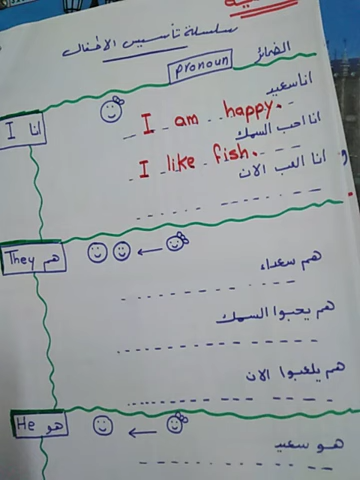 سلسلة تأسيس الأطفال
الضمائر
pronoun
انا سعيد
I am happy.
انا I
انا احب السمك
I like fish.
انا العب الان
هم They
هم سعداء
هم يحبوا السمك
هم يلعبوا الان
هو He
هو سعيد